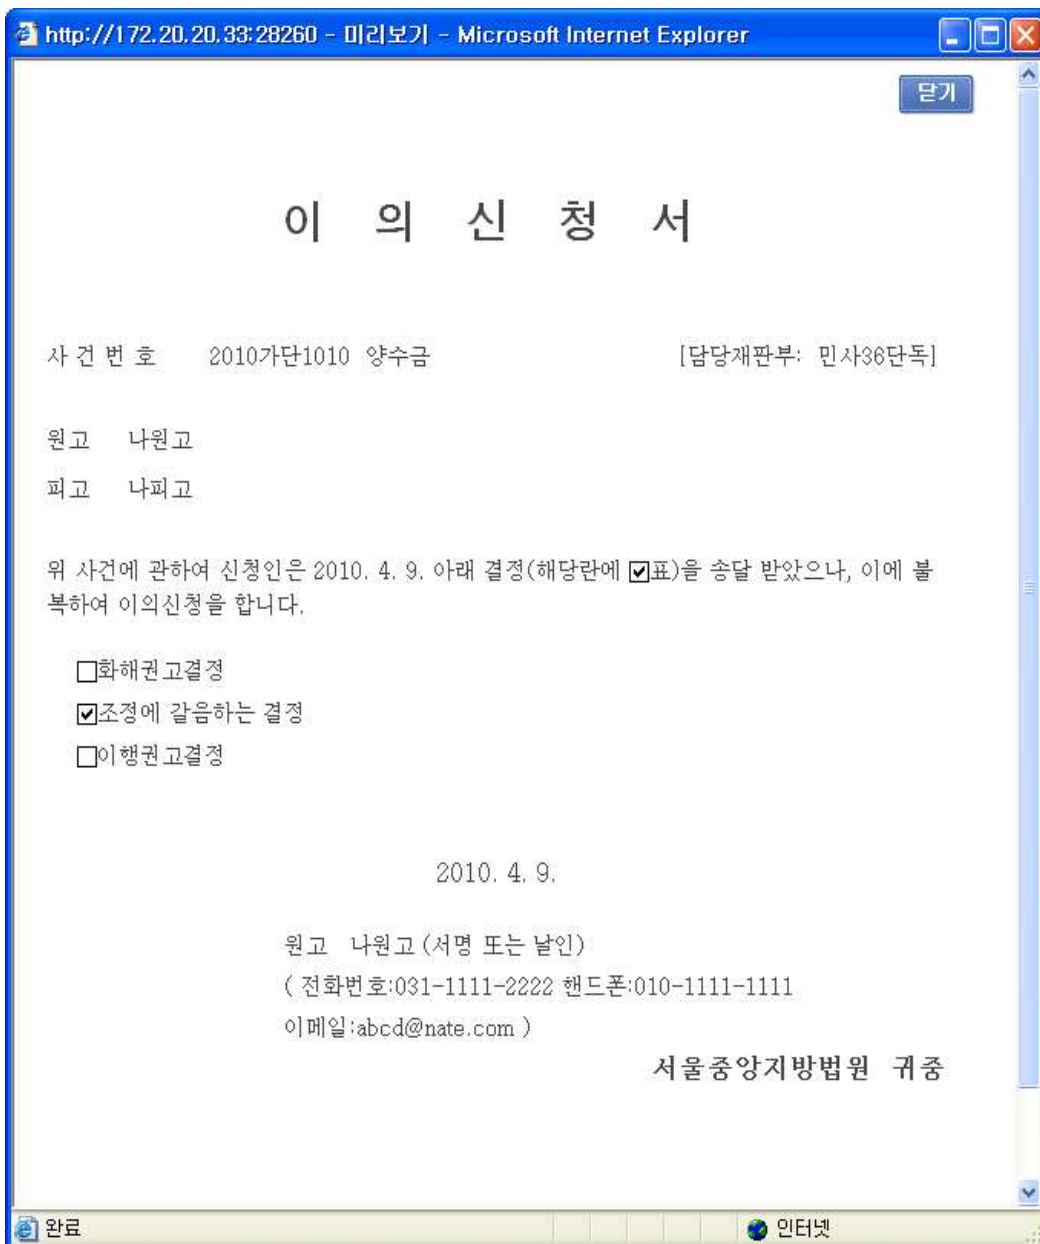 http://172.20.20.33:28260 - 미리보기 - Microsoft Internet Explorer
닫기
이 의 신 청 서
사 건 번 호 2010가단1010 양수금 [담당재판부: 민사36단독]
원고 나원고
피고 나피고
위 사건에 관하여 신청인은 2010. 4. 9. 아래 결정(해당란에 ☑표)을 송달 받았으나, 이에 불
복하여 이의신청을 합니다.
☐화해권고결정
☑조정에 갈음하는 결정
☐이행권고결정
2010. 4. 9.
원고 나원고 (서명 또는 날인)
( 전화번호:031-1111-2222 핸드폰:010-1111-1111
이메일:abcd@nate.com )
서울중앙지방법원 귀중
완료 인터넷